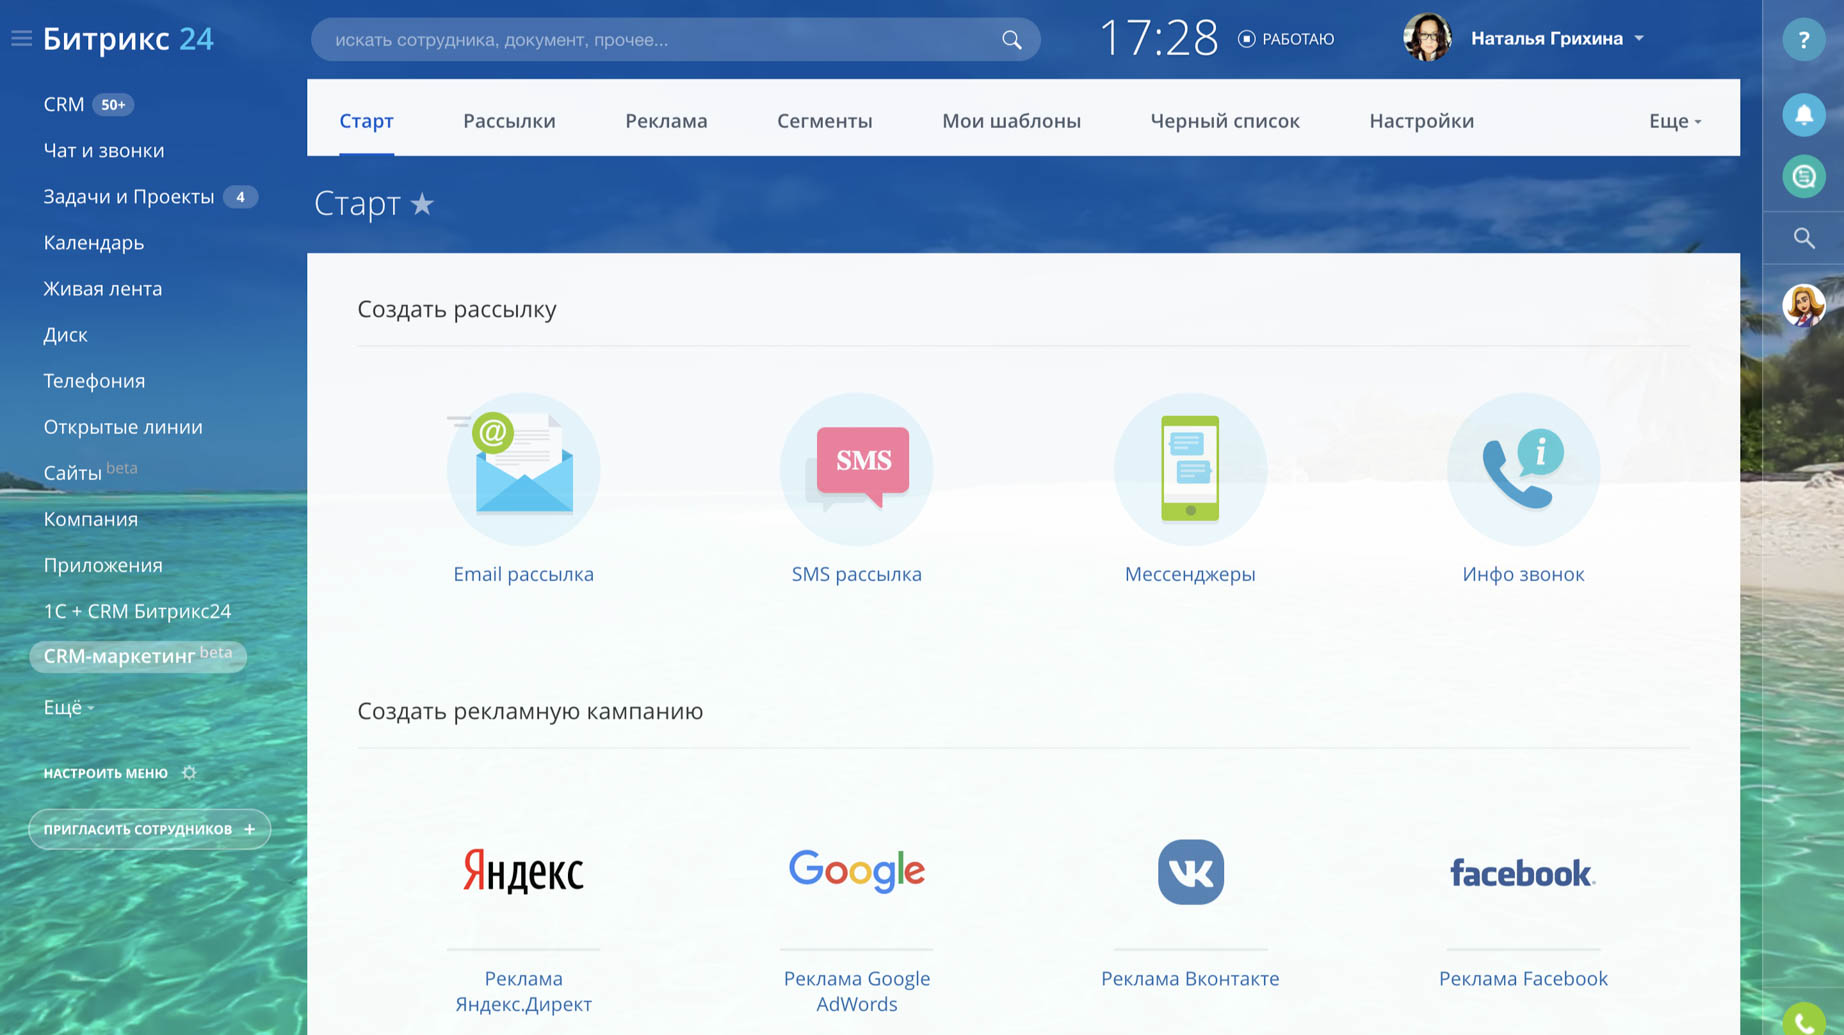 Битрикс 24
искать сотрудника, документ, прочее...
17:28
РАБОТАЮ
Наталья Грихина
?
CRM 50+
Чат и звонки
Задачи и Проекты 4
Календарь
Живая лента
Диск
Телефония
Открытые линии
Сайты beta
Компания
Приложения
1С + CRM Битрикс24
CRM-маркетинг beta
Ещё
НАСТРОИТЬ МЕНЮ
ПРИГЛАСИТЬ СОТРУДНИКОВ +
Старт
Рассылки
Реклама
Сегменты
Мои шаблоны
Черный список
Настройки
Еще
Старт
Создать рассылку
@
SMS
i
Email рассылка
SMS рассылка
Мессенджеры
Инфо звонок
Создать рекламную кампанию
Яндекс
Google
VK
facebook
Реклама
Яндекс.Директ
Реклама Google
AdWords
Реклама Вконтакте
Реклама Facebook